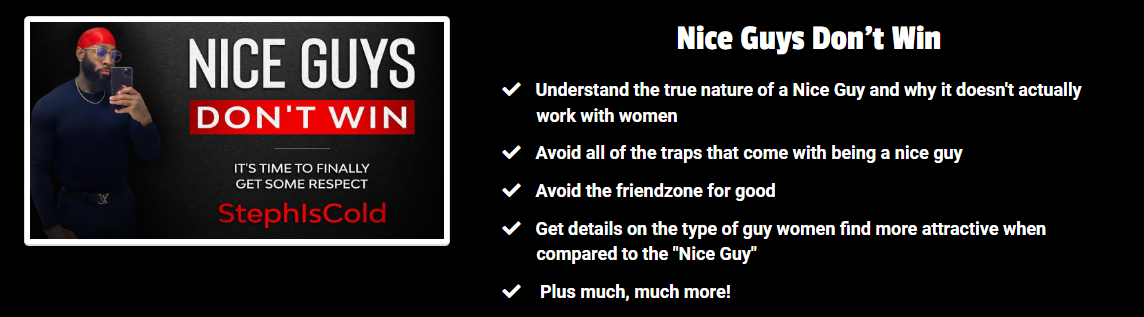 NICE GUYS
DON'T WIN
IT'S TIME TO FINALLY
GET SOME RESPECT
StephIsCold
Nice Guys Don’t Win
Understand the true nature of a Nice Guy and why it doesn't actually
work with women
Avoid all of the traps that come with being a nice guy
Avoid the friendzone for good
Get details on the type of guy women find more attractive when
compared to the "Nice Guy"
Plus much, much more!